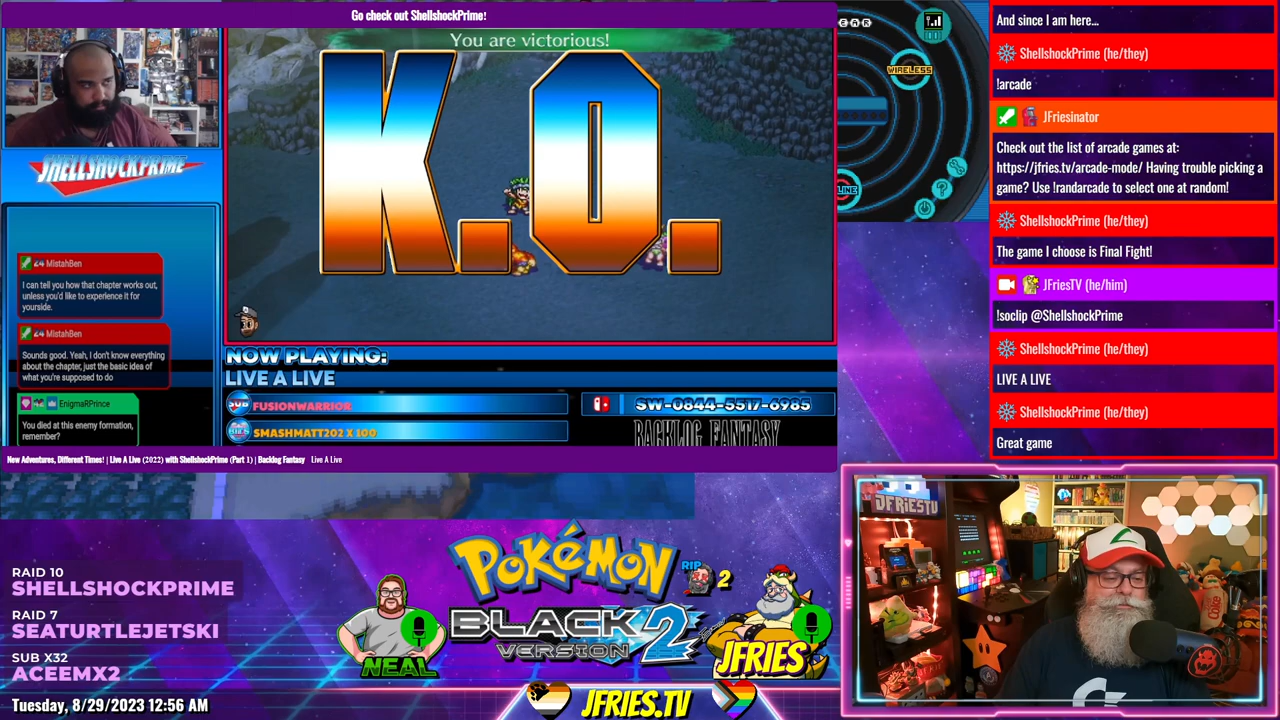 Go check out ShellshockPrime!
You are victorious!
K.O.
SHELLSHOCKPRIME
MistahBen
I can tell you how that chapter works out,
unless you'd like to experience it for
yourside.
MistahBen
Sounds good. Yeah, I don't know everything
about the chapter, just the basic idea of
what you're supposed to do
EnigmaRPrince
You died at this enemy formation,
remember?
NOW PLAYING:
LIVE A LIVE
SUB FUSIONWARRIOR
BITS SMASHMATT202 X 100
SW-0844-5517-6985
BACKLOG FANTASY
New Adventures, Different Times! | Live A Live (2022) with ShellshockPrime (Part 1) | Backlog Fantasy Live A Live
EAR
WIRELESS
LINE
And since I am here...
ShellshockPrime (he/they)
!arcade
JFriesinator
Check out the list of arcade games at:
https://jfries.tv/arcade-mode/ Having trouble picking a
game? Use !randarcade to select one at random!
ShellshockPrime (he/they)
The game I choose is Final Fight!
JFriesTV (he/him)
!soclip @ShellshockPrime
ShellshockPrime (he/they)
LIVE A LIVE
ShellshockPrime (he/they)
Great game
JFRIESTV
RAID 10
SHELLSHOCKPRIME
RAID 7
SEATURTLEJETSKI
SUB X32
ACEEMX2
Tuesday, 8/29/2023 12:56 AM
POKéMON
BLACK
VERSION 2
RIP
2
NEAL
JFRIES
JFRIES.TV